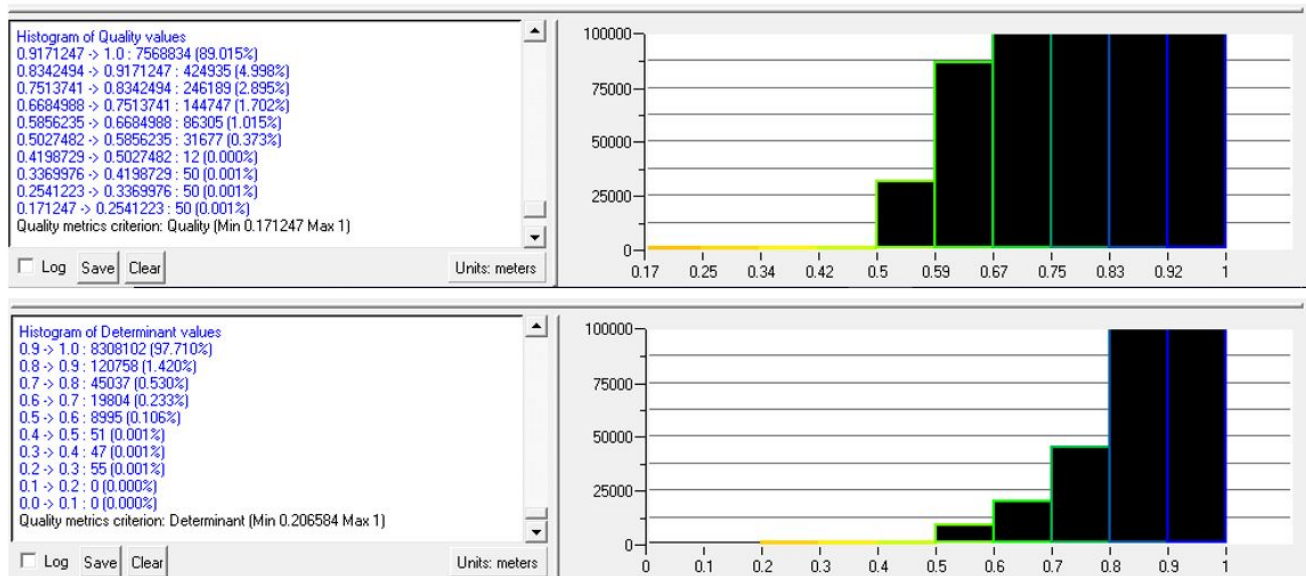 Histogram of Quality values
0.9171247 -> 1.0 : 7568834 (89.015%)
0.8342494 -> 0.9171247 : 424935 (4.998%)
0.7513741 -> 0.8342494 : 246189 (2.895%)
0.6684988 -> 0.7513741 : 144747 (1.702%)
0.5856235 -> 0.6684988 : 86305 (1.015%)
0.5027482 -> 0.5856235 : 31677 (0.373%)
0.4198729 -> 0.5027482 : 12 (0.000%)
0.3369976 -> 0.4198729 : 50 (0.001%)
0.2541223 -> 0.3369976 : 50 (0.001%)
0.171247 -> 0.2541223 : 50 (0.001%)
Quality metrics criterion: Quality (Min 0.171247 Max 1)
Log Save Clear Units: meters
100000
75000
50000
25000
0
0.17 0.25 0.34 0.42 0.5 0.59 0.67 0.75 0.83 0.92 1
Histogram of Determinant values
0.9 -> 1.0 : 8308102 (97.710%)
0.8 -> 0.9 : 120758 (1.420%)
0.7 -> 0.8 : 45037 (0.530%)
0.6 -> 0.7 : 19804 (0.233%)
0.5 -> 0.6 : 8995 (0.106%)
0.4 -> 0.5 : 51 (0.001%)
0.3 -> 0.4 : 47 (0.001%)
0.2 -> 0.3 : 55 (0.001%)
0.1 -> 0.2 : 0 (0.000%)
0.0 -> 0.1 : 0 (0.000%)
Quality metrics criterion: Determinant (Min 0.206584 Max 1)
Log Save Clear Units: meters
100000
75000
50000
25000
0
0 0.1 0.2 0.3 0.4 0.5 0.6 0.7 0.8 0.9 1